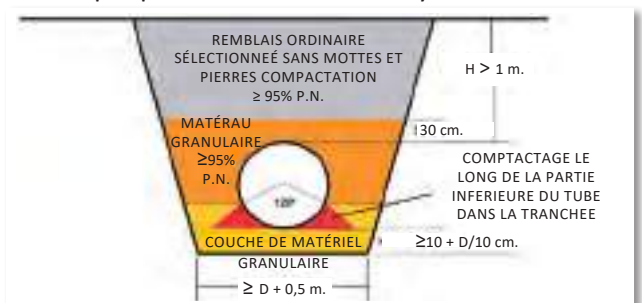 REMBLAIS ORDINAIRE
SÉLECTIONNEÉ SANS MOTTES ET
PIERRES COMPACTATION
≥ 95% P.N.
H > 1 m.
MATÉRAU
GRANULAIRE
≥95%
P.N.
30 cm.
COMPTACTAGE LE
LONG DE LA PARTIE
INFERIEURE DU TUBE
DANS LA TRANCHEE
COUCHE DE MATÉRIEL
GRANULAIRE
≥10 + D/10 cm.
≥ D + 0,5 m.